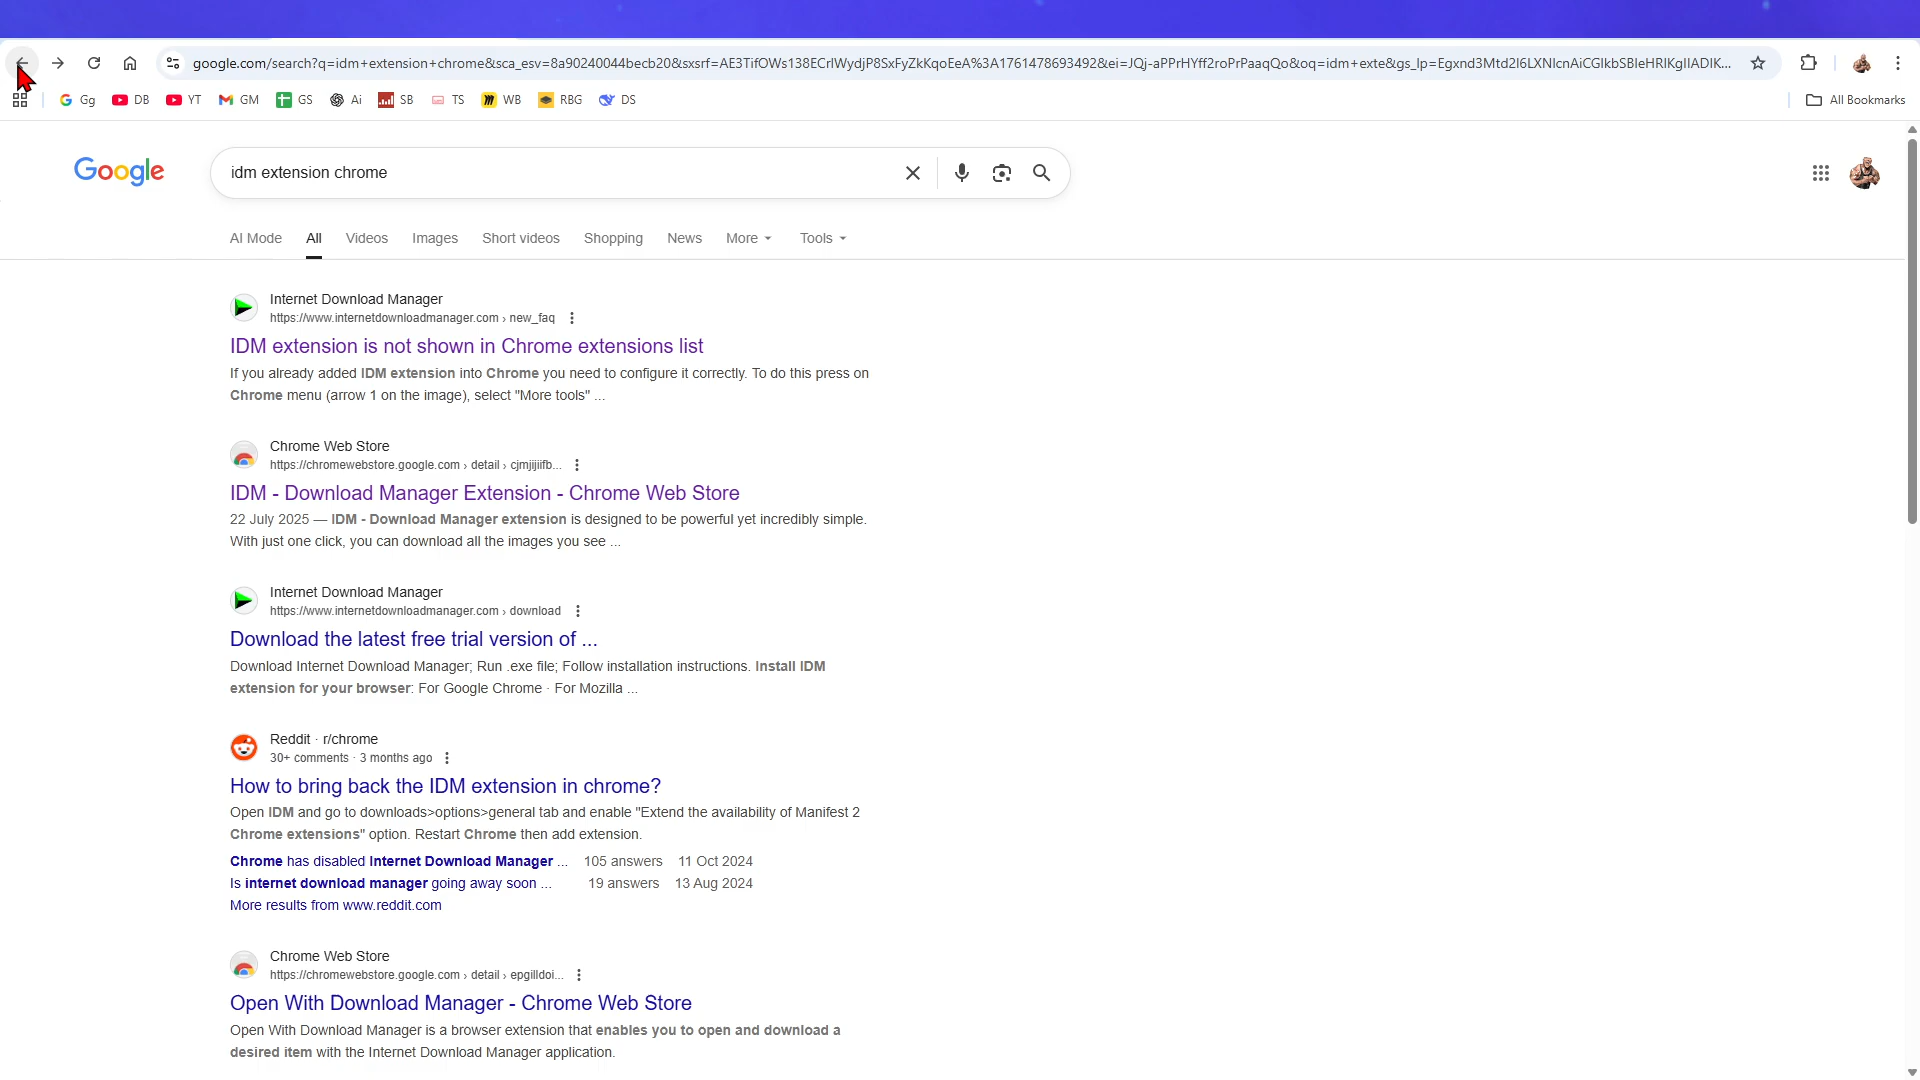 google.com/search?q=idm+extension+chrome&sca_esv=8a90240044becb20&sxsrf=AE3TifOWs138ECrlWydjP8SxFyZkKqoEeA%3A1761478693492&ei=JQj-aPPrHYff2roPrPaaqQo&oq=idm+exte&gs_lp=Egxnd3Mtd2l6LXNlcnAiCGlkbSBleHRlKgIIADIK...
Gg DB YT GM GS Ai SB TS WB RBG DS All Bookmarks
Google
idm extension chrome
AI Mode All Videos Images Short videos Shopping News More Tools
Internet Download Manager
https://www.internetdownloadmanager.com › new_faq
IDM extension is not shown in Chrome extensions list
If you already added IDM extension into Chrome you need to configure it correctly. To do this press on
Chrome menu (arrow 1 on the image), select "More tools" ...
Chrome Web Store
https://chromewebstore.google.com › detail › cjmjijiifb...
IDM - Download Manager Extension - Chrome Web Store
22 July 2025 — IDM - Download Manager extension is designed to be powerful yet incredibly simple.
With just one click, you can download all the images you see ...
Internet Download Manager
https://www.internetdownloadmanager.com › download
Download the latest free trial version of ...
Download Internet Download Manager; Run .exe file; Follow installation instructions. Install IDM
extension for your browser: For Google Chrome · For Mozilla ...
Reddit · r/chrome
30+ comments · 3 months ago
How to bring back the IDM extension in chrome?
Open IDM and go to downloads>options>general tab and enable "Extend the availability of Manifest 2
Chrome extensions" option. Restart Chrome then add extension.
Chrome has disabled Internet Download Manager ... 105 answers 11 Oct 2024
Is internet download manager going away soon ... 19 answers 13 Aug 2024
More results from www.reddit.com
Chrome Web Store
https://chromewebstore.google.com › detail › epgilldoi...
Open With Download Manager - Chrome Web Store
Open With Download Manager is a browser extension that enables you to open and download a
desired item with the Internet Download Manager application.